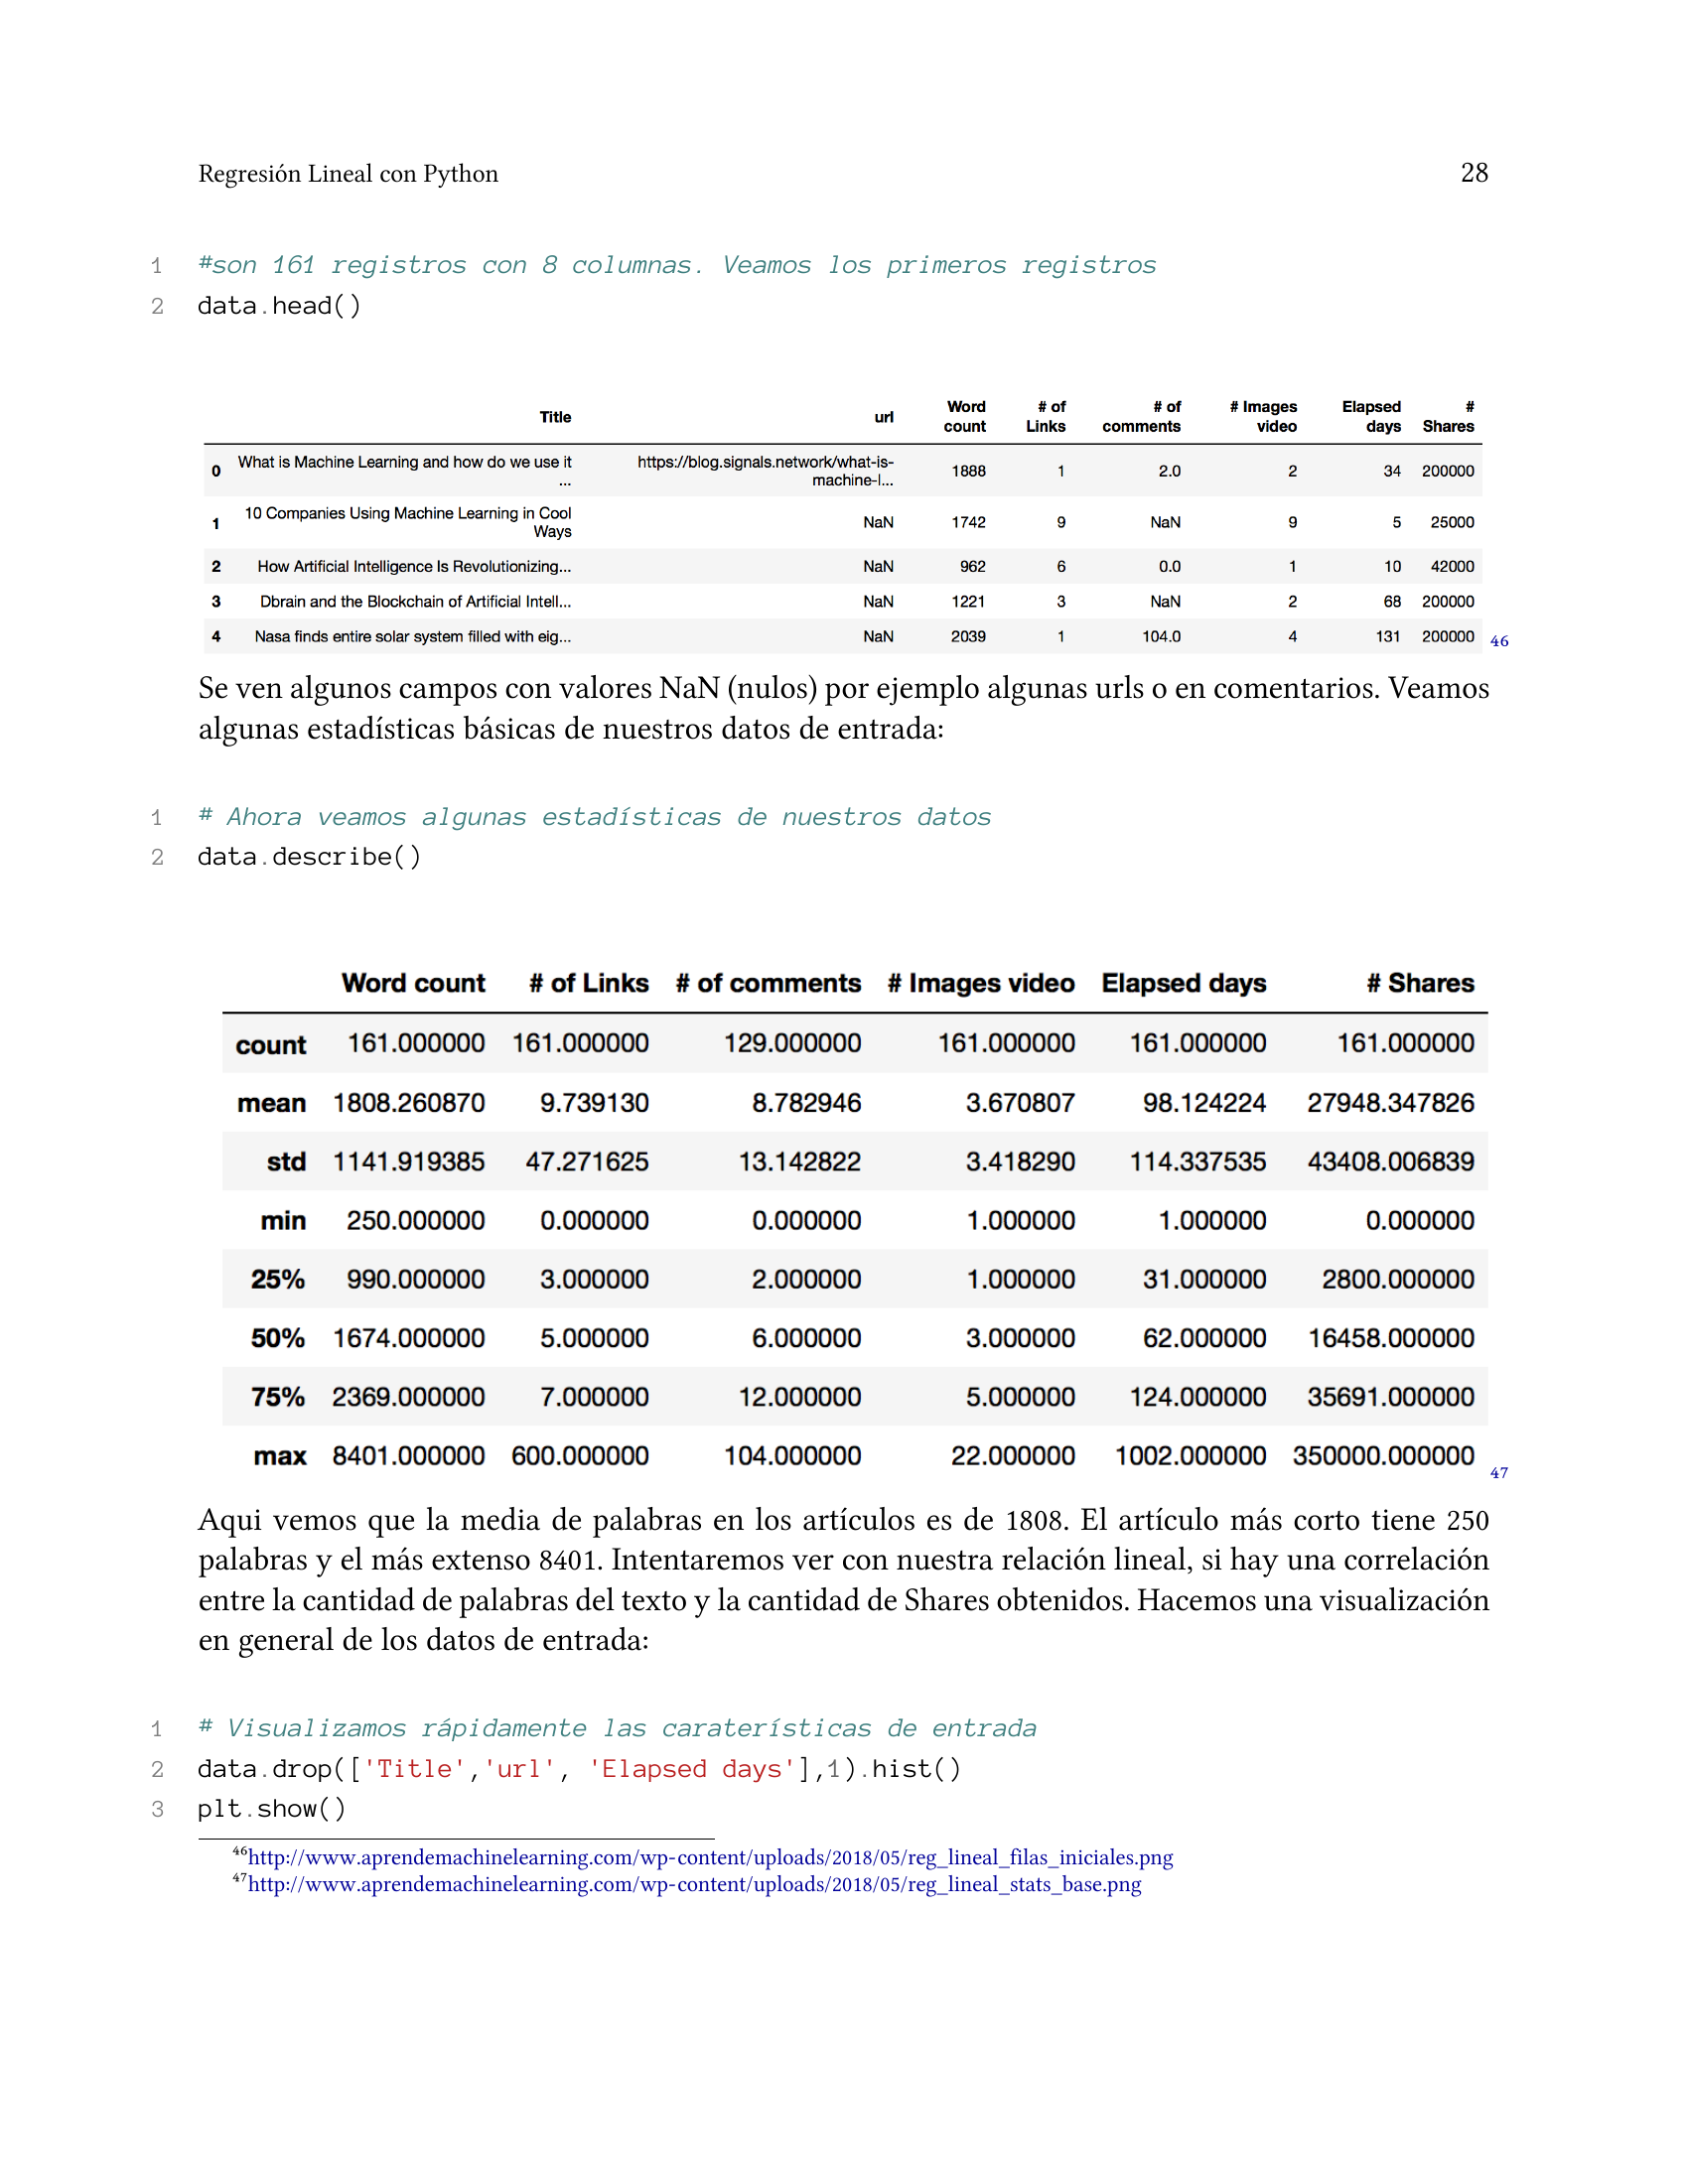 Regresión Lineal con Python 28
1 #son 161 registros con 8 columnas. Veamos los primeros registros
2 data.head()
Title url Word count # of Links # of comments # Images video Elapsed days # Shares
0 What is Machine Learning and how do we use it ... https://blog.signals.network/what-is-machine-l... 1888 1 2.0 2 34 200000
1 10 Companies Using Machine Learning in Cool Ways NaN 1742 9 NaN 9 5 25000
2 How Artificial Intelligence Is Revolutionizing... NaN 962 6 0.0 1 10 42000
3 Dbrain and the Blockchain of Artificial Intell... NaN 1221 3 NaN 2 68 200000
4 Nasa finds entire solar system filled with eig... NaN 2039 1 104.0 4 131 200000 46
Se ven algunos campos con valores NaN (nulos) por ejemplo algunas urls o en comentarios. Veamos
algunas estadísticas básicas de nuestros datos de entrada:
1 # Ahora veamos algunas estadísticas de nuestros datos
2 data.describe()
Word count # of Links # of comments # Images video Elapsed days # Shares
count 161.000000 161.000000 129.000000 161.000000 161.000000 161.000000
mean 1808.260870 9.739130 8.782946 3.670807 98.124224 27948.347826
std 1141.919385 47.271625 13.142822 3.418290 114.337535 43408.006839
min 250.000000 0.000000 0.000000 1.000000 1.000000 0.000000
25% 990.000000 3.000000 2.000000 1.000000 31.000000 2800.000000
50% 1674.000000 5.000000 6.000000 3.000000 62.000000 16458.000000
75% 2369.000000 7.000000 12.000000 5.000000 124.000000 35691.000000
max 8401.000000 600.000000 104.000000 22.000000 1002.000000 350000.000000 47
Aqui vemos que la media de palabras en los artículos es de 1808. El artículo más corto tiene 250
palabras y el más extenso 8401. Intentaremos ver con nuestra relación lineal, si hay una correlación
entre la cantidad de palabras del texto y la cantidad de Shares obtenidos. Hacemos una visualización
en general de los datos de entrada:
1 # Visualizamos rápidamente las caraterísticas de entrada
2 data.drop(['Title','url', 'Elapsed days'],1).hist()
3 plt.show()
46http://www.aprendemachinelearning.com/wp-content/uploads/2018/05/reg_lineal_filas_iniciales.png
47http://www.aprendemachinelearning.com/wp-content/uploads/2018/05/reg_lineal_stats_base.png